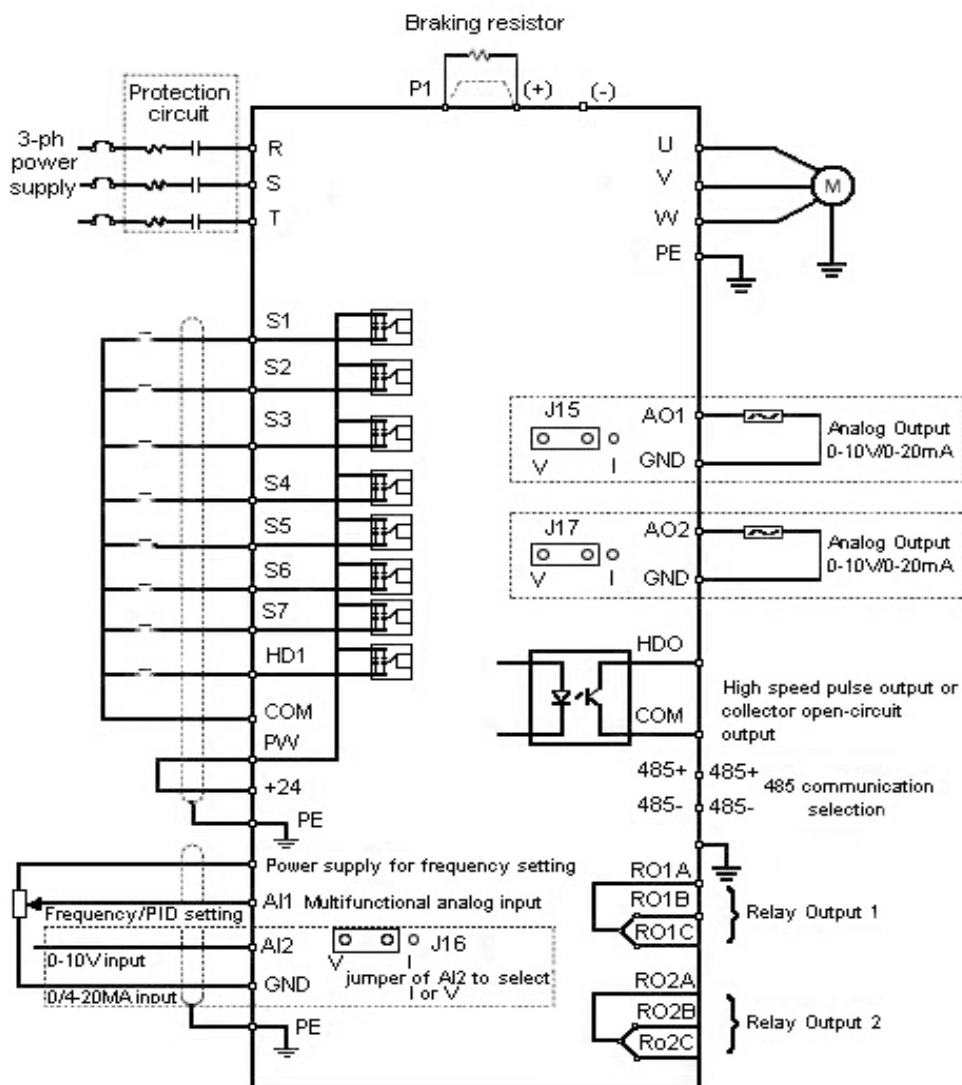 Braking resistor
P1
(+)
(-)
Protection
circuit
3-ph
power
supply
R
S
T
U
V
W
PE
M
S1
S2
S3
S4
S5
S6
S7
HD1
COM
PW
+24
PE
J15
V
I
AO1
GND
Analog Output
0-10V/0-20mA
J17
V
I
AO2
GND
Analog Output
0-10V/0-20mA
HDO
COM
High speed pulse output or
collector open-circuit
output
485+
485+
485-
485-
485 communication
selection
Power supply for frequency setting
AI1 Multifunctional analog input
Frequency/PID setting
AI2
J16
V
I
0-10V input
jumper of AI2 to select
I or V
GND
0/4-20MA input
PE
RO1A
RO1B
RO1C
Relay Output 1
RO2A
RO2B
Ro2C
Relay Output 2